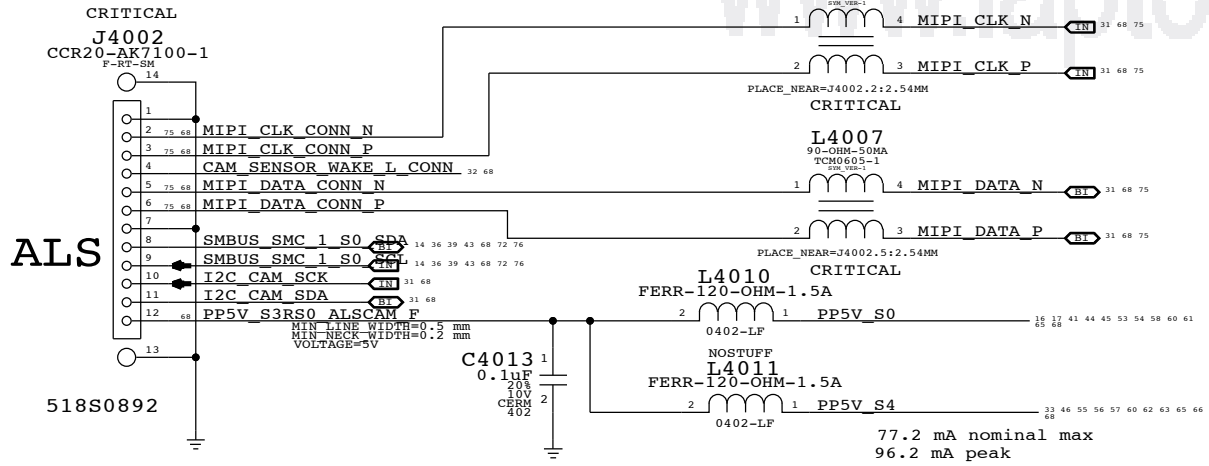 www.lapto
CRITICAL
J4002
CCR20-AK7100-1
F-RT-SM
14
1
2 75 68 MIPI_CLK_CONN_N
3 75 68 MIPI_CLK_CONN_P
4 CAM_SENSOR_WAKE_L_CONN 32 68
5 75 68 MIPI_DATA_CONN_N
6 75 68 MIPI_DATA_CONN_P
7
8 SMBUS_SMC_1_S0_SDA BI 14 36 39 43 68 72 76
9 SMBUS_SMC_1_S0_SCL IN 14 36 39 43 68 72 76
10 I2C_CAM_SCK IN 31 68
11 I2C_CAM_SDA BI 31 68
12 68 PP5V_S3RS0_ALSCAM_F
MIN_LINE_WIDTH=0.5 mm
MIN_NECK_WIDTH=0.2 mm
VOLTAGE=5V
13
ALS
518S0892
SYM_VER-1
1 4 MIPI_CLK_N IN 31 68 75
2 3 MIPI_CLK_P IN 31 68 75
PLACE_NEAR=J4002.2:2.54MM
CRITICAL
L4007
90-OHM-50MA
TCM0605-1
SYM_VER-1
1 4 MIPI_DATA_N BI 31 68 75
2 3 MIPI_DATA_P BI 31 68 75
PLACE_NEAR=J4002.5:2.54MM
CRITICAL
L4010
FERR-120-OHM-1.5A
2 1 PP5V_S0 16 17 41 44 45 53 54 58 60 61
65 68
0402-LF
C4013 1
0.1uF
20%
10V
CERM 2
402
NOSTUFF
L4011
FERR-120-OHM-1.5A
2 1 PP5V_S4 33 46 55 56 57 60 62 63 65 66
68
0402-LF
77.2 mA nominal max
96.2 mA peak